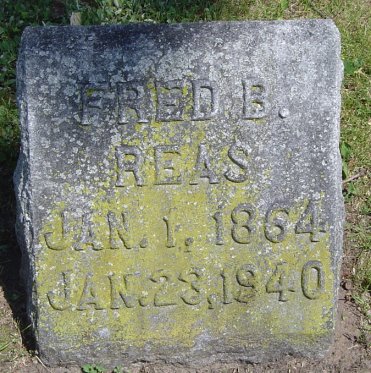 FRED B.
REAS
JAN. 1, 1864
JAN. 23, 1940